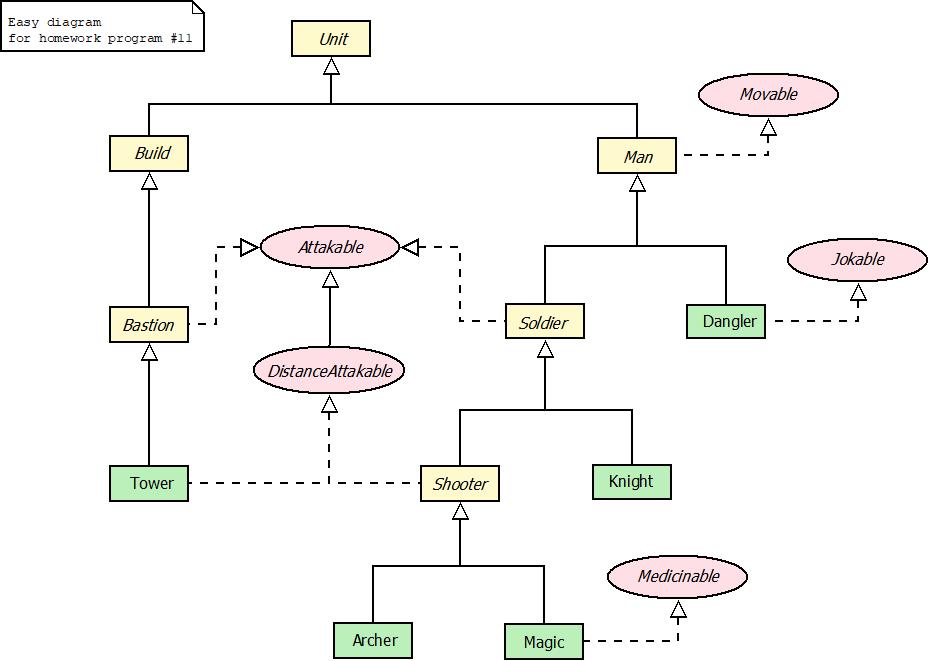 Easy diagram
for homework program #11
Unit
Movable
Build
Man
Attakable
Jokable
Bastion
Soldier
Dangler
DistanceAttakable
Tower
Shooter
Knight
Medicinable
Archer
Magic